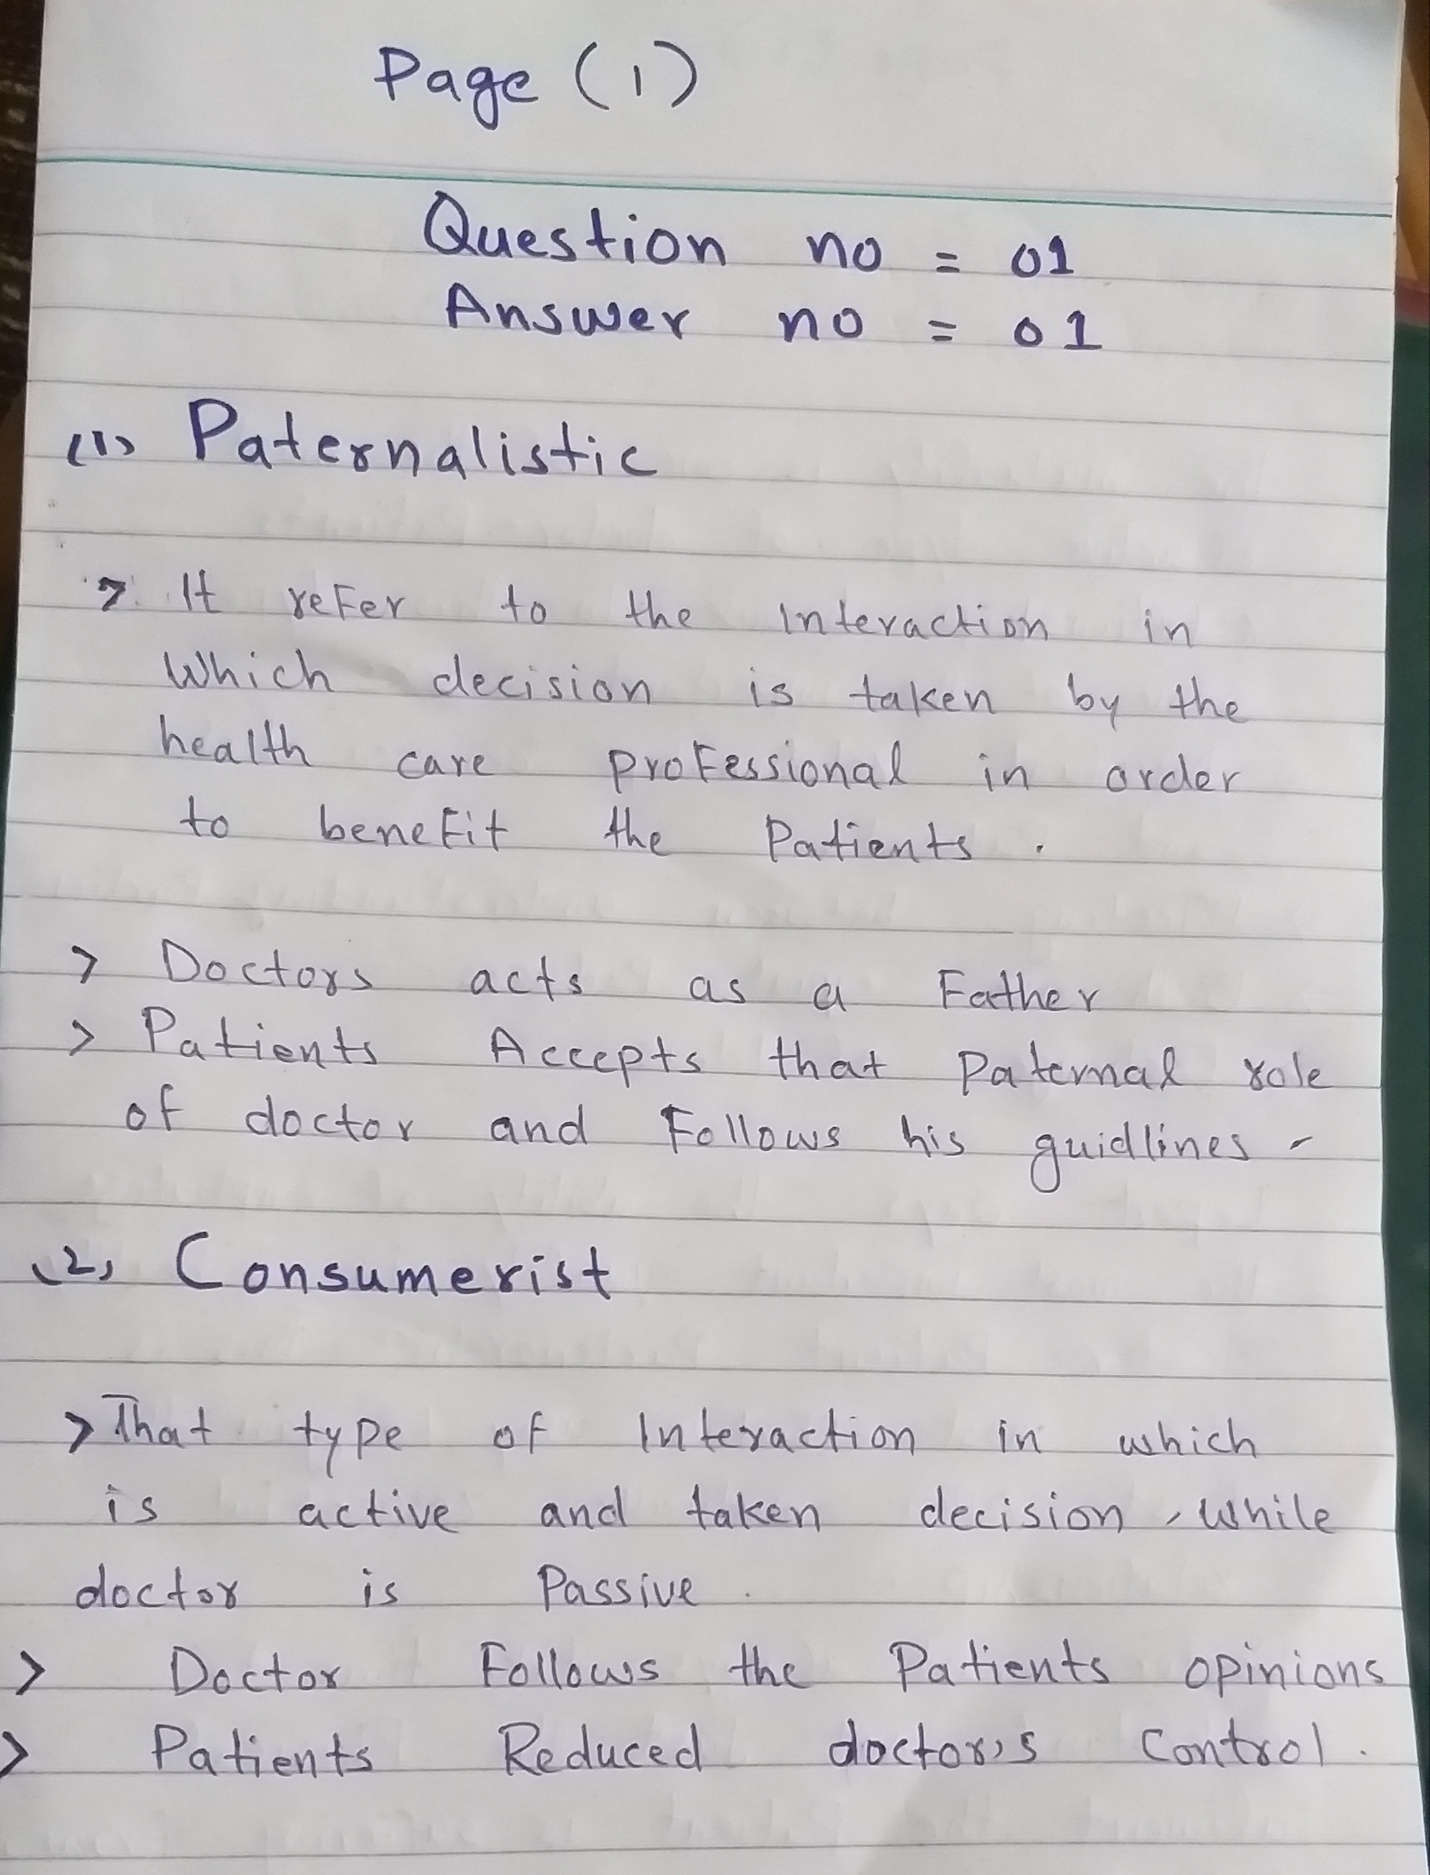 Page (1)
Question no = 01
Answer no = 01
(1) Paternalistic
> It refer to the Interaction in
Which decision is taken by the
health care professional in order
to benefit the Patients .
> Doctors acts as a Father
> Patients Accepts that Paternal role
of doctor and Follows his guidlines -
(2) Consumerist
> That type of Interaction in which
is active and taken decision, while
doctor is Passive .
> Doctor Follows the Patients opinions
> Patients Reduced doctor's Control .